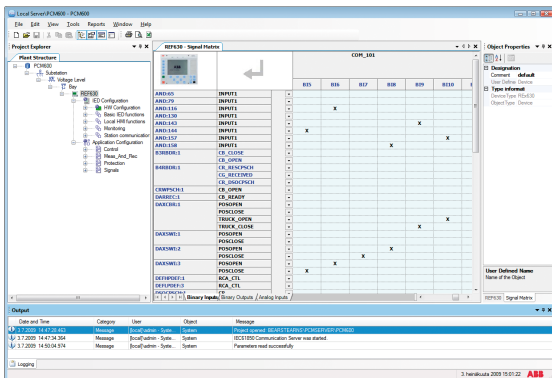 Local Server\PCM600 - PCM600
File Edit View Tools Reports Window Help
Project Explorer
Plant Structure
PCM600
Substation
Voltage Level
Bay
REF630
IED Configuration
HW Configuration
Basic IED functions
Local HMI functions
Monitoring
Station communication
Application Configuration
Control
Meas_And_Rec
Protection
Signals
REF630 - Signal Matrix
COM_101
BI5 BI6 BI7 BI8 BI9 BI10
AND:65 INPUT1
AND:79 INPUT1
AND:116 INPUT1 X
AND:130 INPUT1
AND:143 INPUT1 X
AND:144 INPUT1 X
AND:157 INPUT1 X
AND:158 INPUT1 X
B3RBDR:1 CB_CLOSE
CB_OPEN
B4RBDR:1 CR_RESCPSCH
CG_RECEIVED
CB_DSOCPSCH
CRWPSCH:1 CB_OPEN
DARREC:1 CB_READY
DAXCBR:1 POSOPEN
POSCLOSE
TRUCK_OPEN X
TRUCK_CLOSE X
DAXSWI:1 POSOPEN
POSCLOSE
DAXSWI:2 POSOPEN X
POSCLOSE X
DAXSWI:3 POSOPEN X
POSCLOSE X
DEFHPDEF:1 RCA_CTL
DEFLPDEF:3 RCA_CTL
Binary Inputs Binary Outputs Analog Inputs
Object Properties
Designation
Comment default
User Define Device
Type informat
Device Type REx630
Object Type Device
User Defined Name
Name of the Object
REF630 Signal Matrix
Output
Date and Time Category User Object Message
3.7.2009 14:47:28.463 Message [local]\admin - Syste... System Project opened: BEARSTEARNS\PCMSERVER\PCM600
3.7.2009 14:47:34.364 Message [local]\admin - Syste... System IEC61850 Communication Server was started.
3.7.2009 14:50:04.974 Message [local]\admin - Syste... System Parameters read successfully
Logging
3. heinäkuuta 2009 15:01:22 ABB